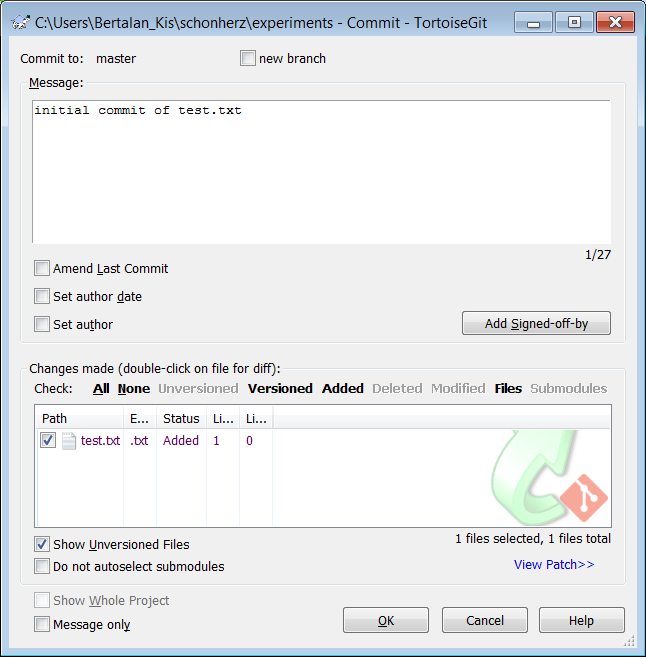 C:\Users\Bertalan_Kis\schonherz\experiments - Commit - TortoiseGit
Commit to: master new branch
Message:
initial commit of test.txt
1/27
Amend Last Commit
Set author date
Set author
Add Signed-off-by
Changes made (double-click on file for diff):
Check: All None Unversioned Versioned Added Deleted Modified Files Submodules
Path E... Status Li... Li...
test.txt .txt Added 1 0
Show Unversioned Files
1 files selected, 1 files total
Do not autoselect submodules
View Patch>>
Show Whole Project
Message only
OK Cancel Help